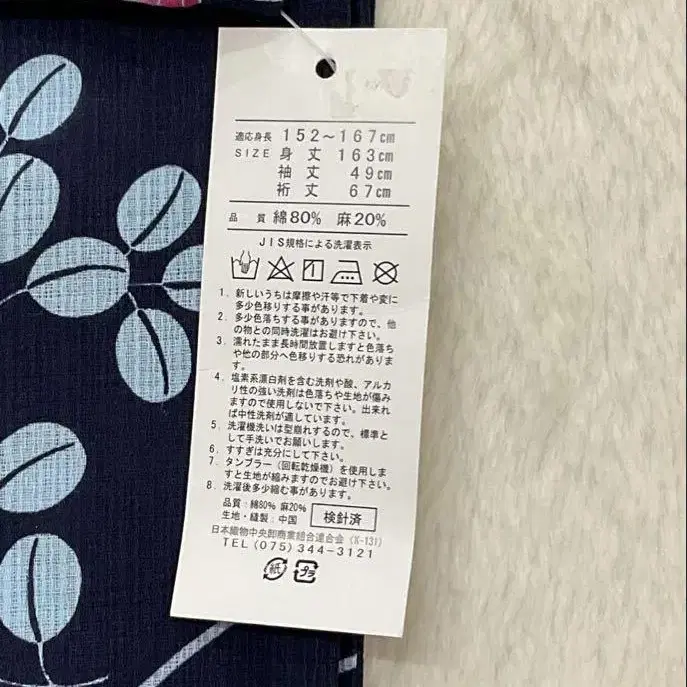 適応身長 152〜167cm
SIZE 身丈 163cm
袖丈 49cm
裄丈 67cm
品質 綿80% 麻20%
JIS規格による洗濯表示
1. 新しいうちは摩擦や汗等で下着や変に
多少色移りする事があります。
2. 多少色落ちする事がありますので、他
の物との同時洗濯はお避け下さい。
3. 濡れたまま長時間放置しますと色落ち
や他の部分へ色移りする恐れがありま
す。
4. 塩素系漂白剤を含む洗剤や酸、アルカ
リ性の強い洗剤は色落ちや生地が傷み
ますので使用しないで下さい。出来れ
ば中性洗剤が適しています。
5. 洗濯機洗いは型崩れするので、標準と
して手洗いでお願いします。
6. すすぎは充分にして下さい。
7. タンブラー（回転乾燥機）を使用しま
すと生地が縮みますのでお避け下さい。
8. 洗濯後多少縮む事があります。
品質：綿80% 麻20%
生地・縫製：中国
検針済
日本織物中央卸商業組合連合会（K-131）
TEL（075）344-3121
紙 プラ